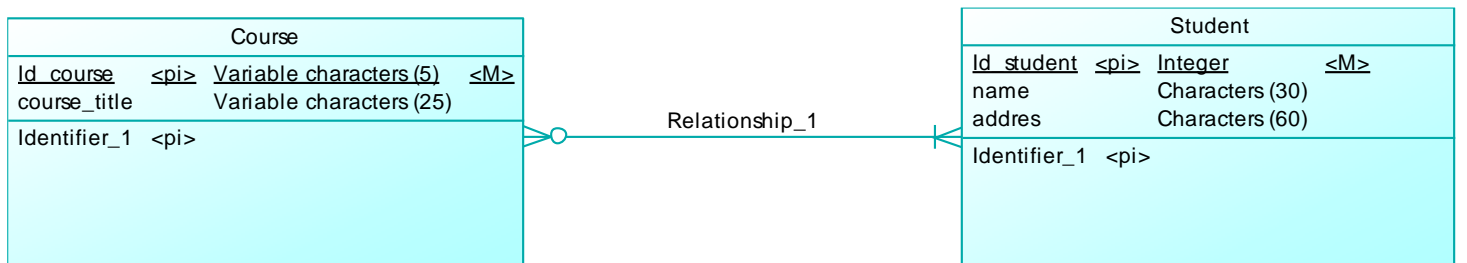 Course
Id_course <pi> Variable characters (5) <M>
course_title Variable characters (25)
Identifier_1 <pi>
Relationship_1
Student
Id_student <pi> Integer <M>
name Characters (30)
addres Characters (60)
Identifier_1 <pi>